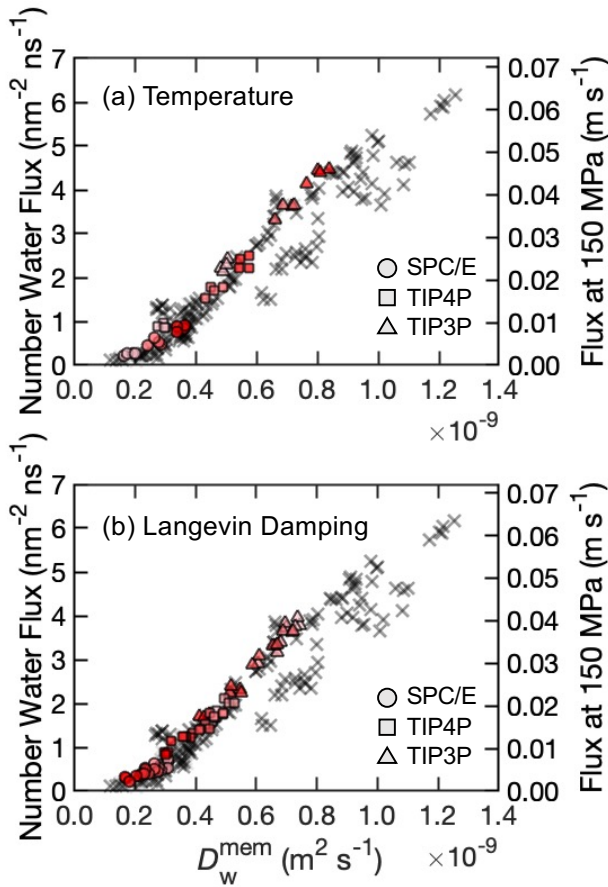 (a) Temperature
Number Water Flux (nm⁻² ns⁻¹)
7
6
5
4
3
2
1
0
Flux at 150 MPa (m s⁻¹)
0.07
0.06
0.05
0.04
0.03
0.02
0.01
0.00
SPC/E
TIP4P
TIP3P
0.0 0.2 0.4 0.6 0.8 1.0 1.2 1.4
×10⁻⁹
(b) Langevin Damping
Number Water Flux (nm⁻² ns⁻¹)
7
6
5
4
3
2
1
0
Flux at 150 MPa (m s⁻¹)
0.07
0.06
0.05
0.04
0.03
0.02
0.01
0.00
SPC/E
TIP4P
TIP3P
0.0 0.2 0.4 0.6 0.8 1.0 1.2 1.4
D_w^mem (m² s⁻¹) ×10⁻⁹